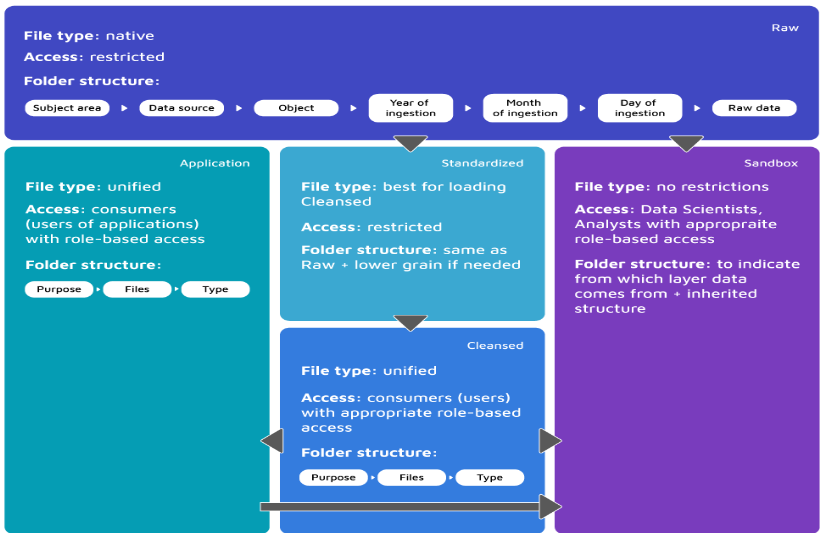 Raw
File type: native
Access: restricted
Folder structure:
Subject area
Data source
Object
Year of
ingestion
Month
of ingestion
Day of
ingestion
Raw data
Application
File type: unified
Access: consumers
(users of applications)
with role-based access
Folder structure:
Purpose
Files
Type
Standardized
File type: best for loading
Cleansed
Access: restricted
Folder structure: same as
Raw + lower grain if needed
Cleansed
File type: unified
Access: consumers (users)
with appropriate role-based
access
Folder structure:
Purpose
Files
Type
Sandbox
File type: no restrictions
Access: Data Scientists,
Analysts with appropraite
role-based access
Folder structure: to indicate
from which layer data
comes from + inherited
structure